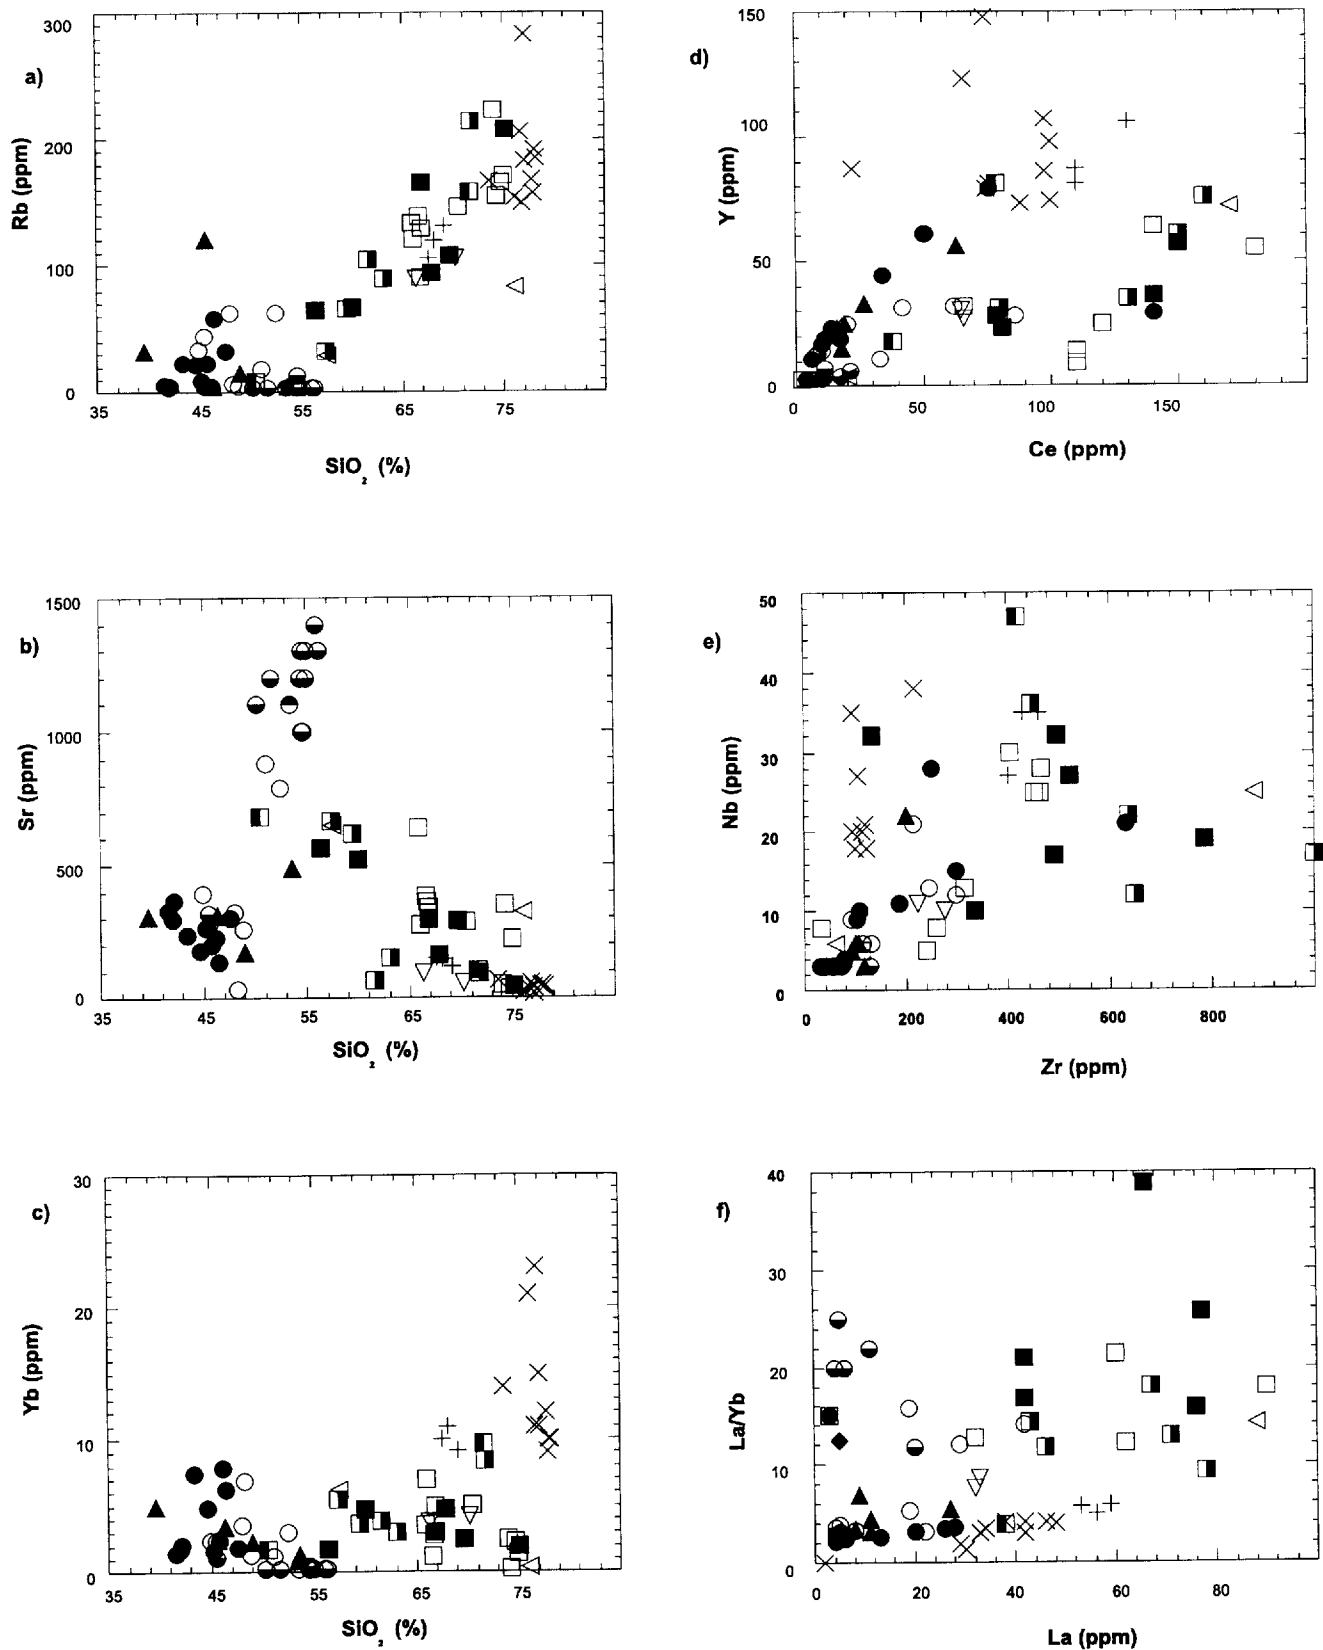 a)
Rb (ppm)
300
200
100
0
35 45 55 65 75
SiO₂ (%)
d)
Y (ppm)
150
100
50
0
0 50 100 150
Ce (ppm)
b)
Sr (ppm)
1500
1000
500
0
35 45 55 65 75
SiO₂ (%)
e)
Nb (ppm)
50
40
30
20
10
0
0 200 400 600 800
Zr (ppm)
c)
Yb (ppm)
30
20
10
0
35 45 55 65 75
SiO₂ (%)
f)
La/Yb
40
30
20
10
0
0 20 40 60 80
La (ppm)